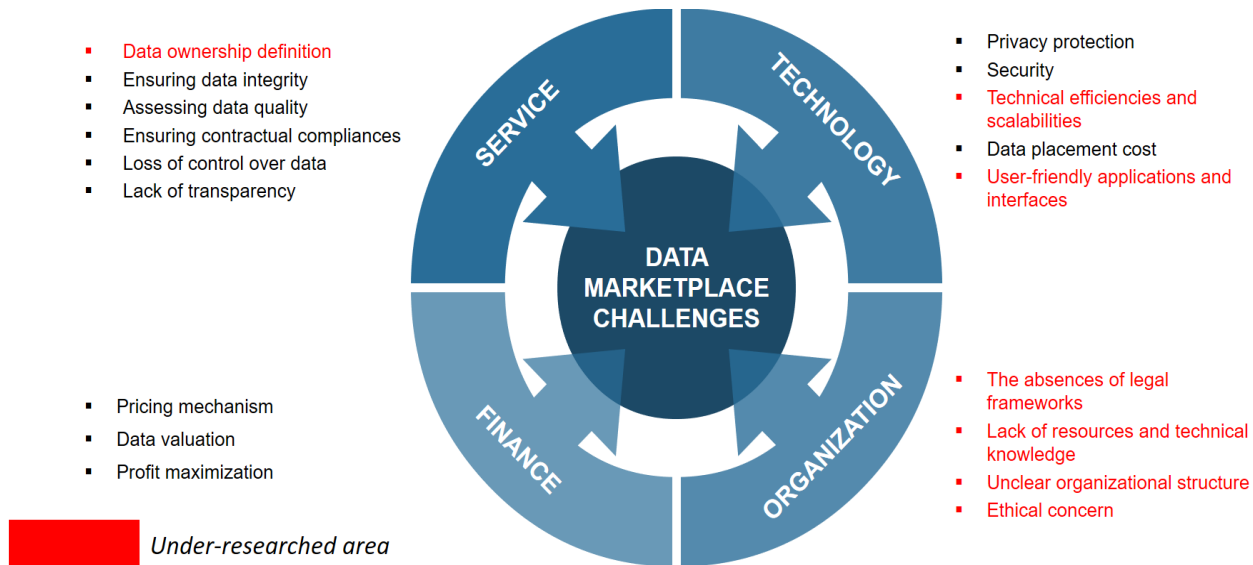 Data ownership definition
Ensuring data integrity
Assessing data quality
Ensuring contractual compliances
Loss of control over data
Lack of transparency
SERVICE
TECHNOLOGY
Privacy protection
Security
Technical efficiencies and
scalabilities
Data placement cost
User-friendly applications and
interfaces
DATA
MARKETPLACE
CHALLENGES
Pricing mechanism
Data valuation
Profit maximization
FINANCE
ORGANIZATION
The absences of legal
frameworks
Lack of resources and technical
knowledge
Unclear organizational structure
Ethical concern
Under-researched area